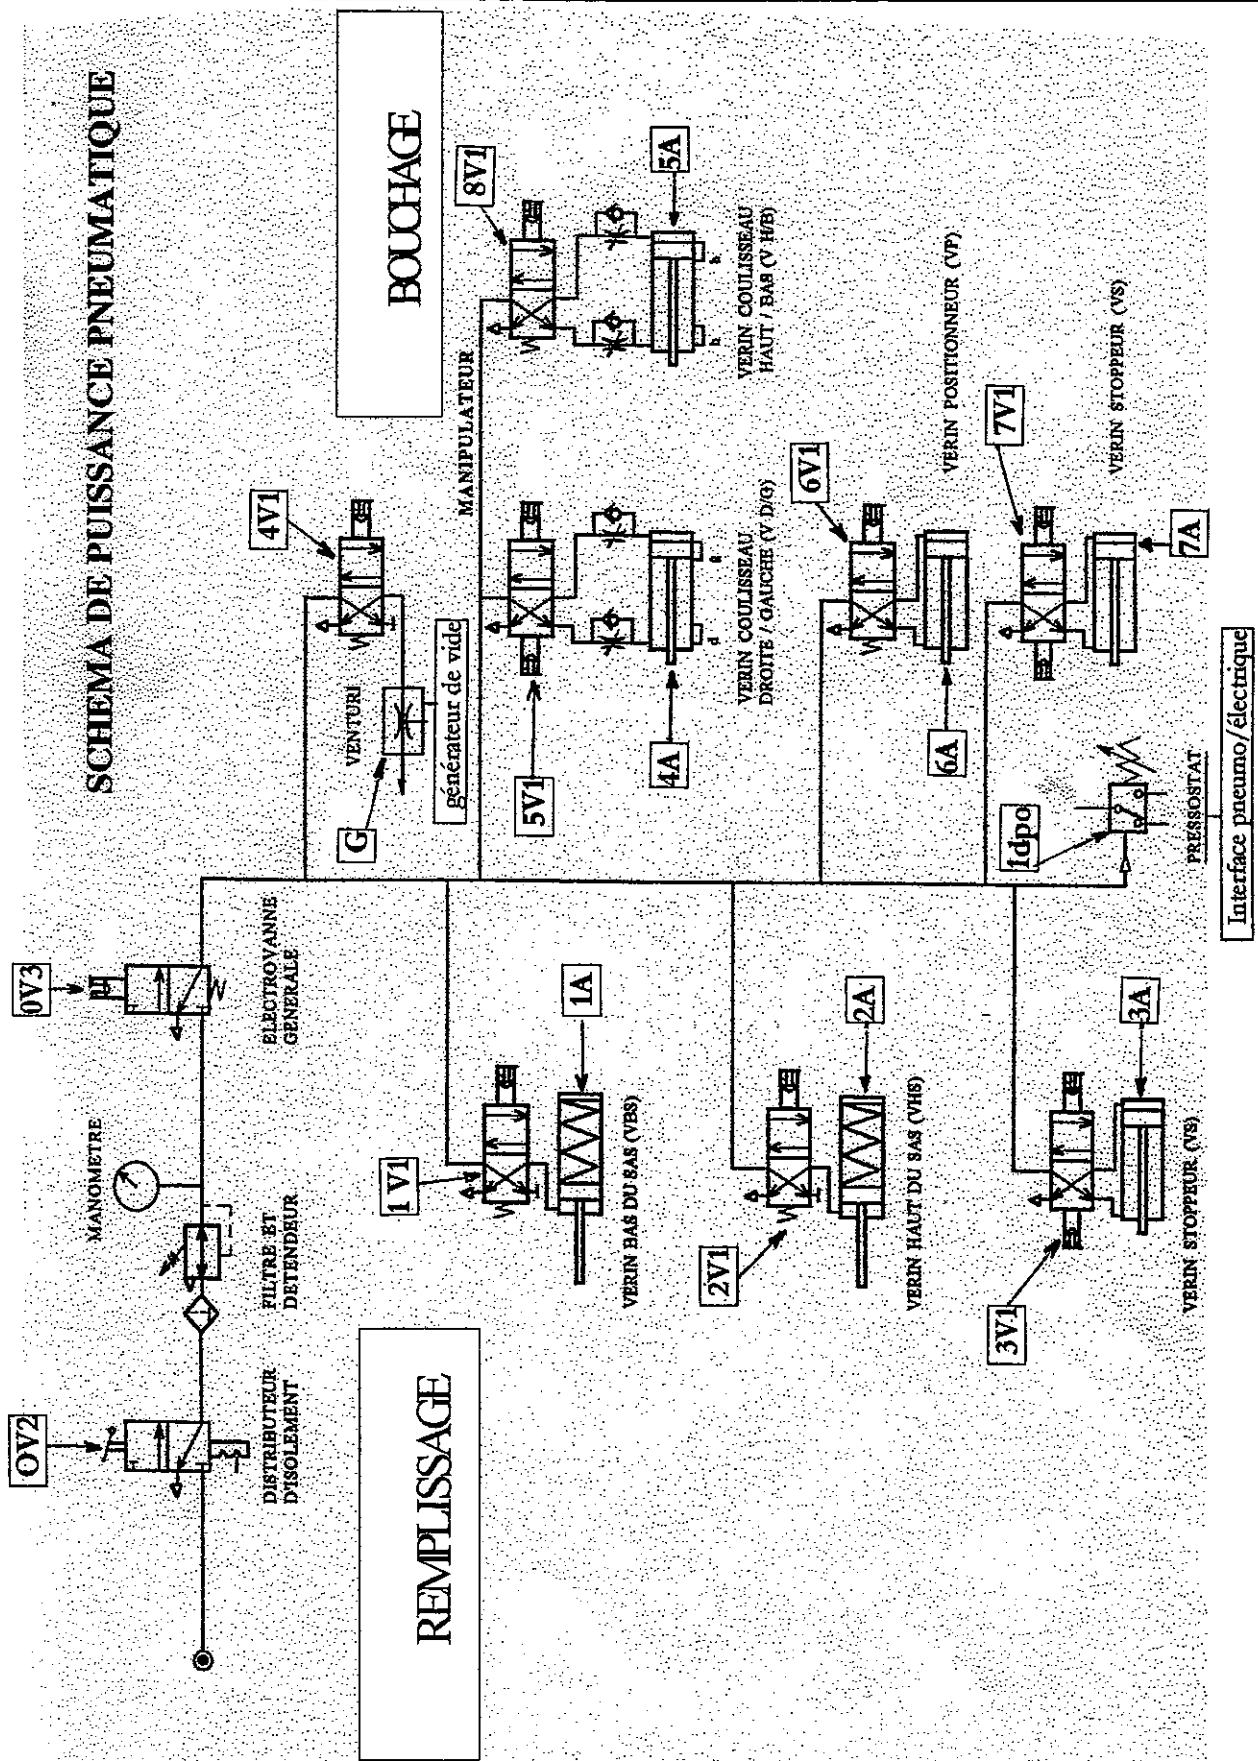 SCHEMA DE PUISSANCE PNEUMATIQUE
OV2
DISTRIBUTEUR
D'ISOLEMENT
FILTRE ET
DETENDEUR
MANOMETRE
0V3
ELECTROVANNE
GENERALE
REMPLISSAGE
BOUCHAGE
1 V1
1A
VERIN BAS DU SAS (VBS)
2V1
2A
VERIN HAUT DU SAS (VHS)
3V1
3A
VERIN STOPPEUR (VS)
4V1
G
VENTURI
générateur de vide
MANIPULATEUR
5V1
4A
d
g
VERIN COULISSEAU
DROITE / GAUCHE (V D/G)
8V1
5A
VERIN COULISSEAU
HAUT / BAS (V H/B)
6V1
6A
VERIN POSITIONNEUR (VP)
7V1
7A
VERIN STOPPEUR (VS)
1dpo
PRESSOSTAT
Interface pneumo/électrique